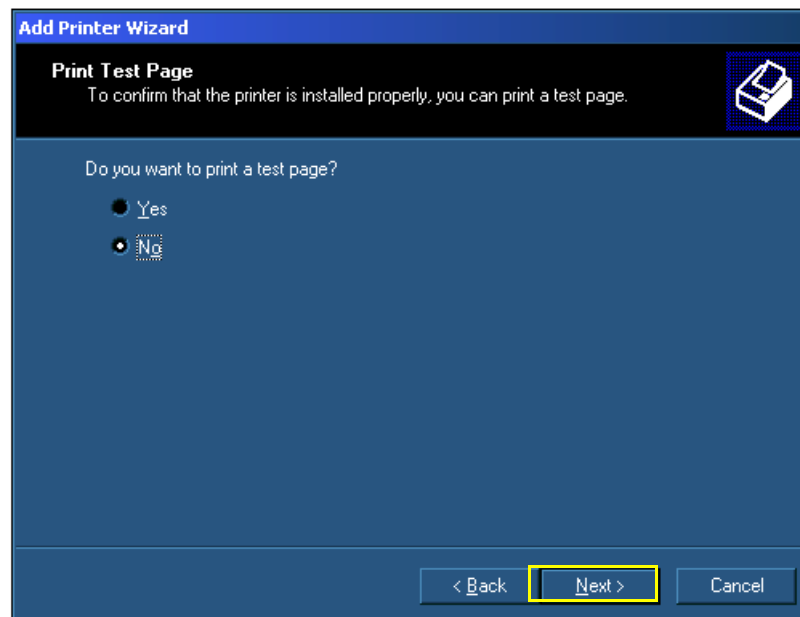 Add Printer Wizard
Print Test Page
To confirm that the printer is installed properly, you can print a test page.
Do you want to print a test page?
Yes
No
< Back
Next >
Cancel